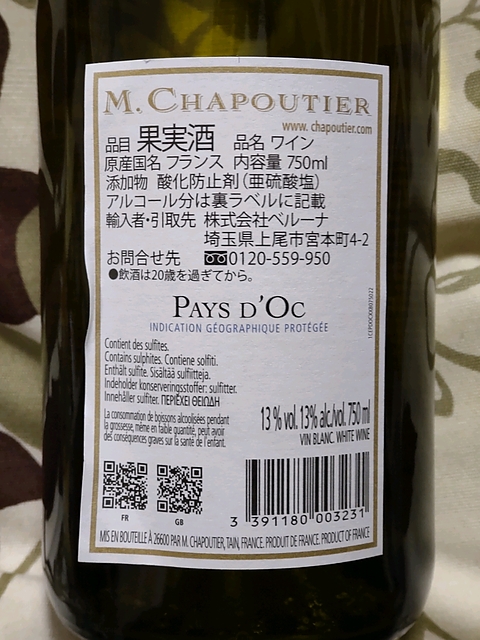 M. CHAPOUTIER
www. chapoutier.com
品目 果実酒 品名 ワイン
原産国名 フランス 内容量 750ml
添加物 酸化防止剤（亜硫酸塩）
アルコール分は裏ラベルに記載
輸入者・引取先 株式会社ベルーナ
埼玉県上尾市宮本町4-2
お問合せ先 0120-559-950
●飲酒は20歳を過ぎてから。
PAYS D'OC
INDICATION GÉOGRAPHIQUE PROTÉGÉE
Contient des sulfites.
Contains sulphites. Contiene solfiti.
Enthält sulfite. Sisältää sulfiitteja.
Indeholder konserveringsstoffer: sulfitter.
Innehåller sulfiter. ΠΕΡΙΕΧΕΙ ΘΕΙΩΔΗ
La consommation de boissons alcoolisées pendant
la grossesse, même en faible quantité, peut avoir
des conséquences graves sur la santé de l'enfant.
13 % vol. 13% alc./vol. 750 ml
VIN BLANC. WHITE WINE
FR
GB
3 391180 003231
MIS EN BOUTEILLE À 26600 PAR M. CHAPOUTIER, TAIN, FRANCE. PRODUIT DE FRANCE. PRODUCT OF FRANCE